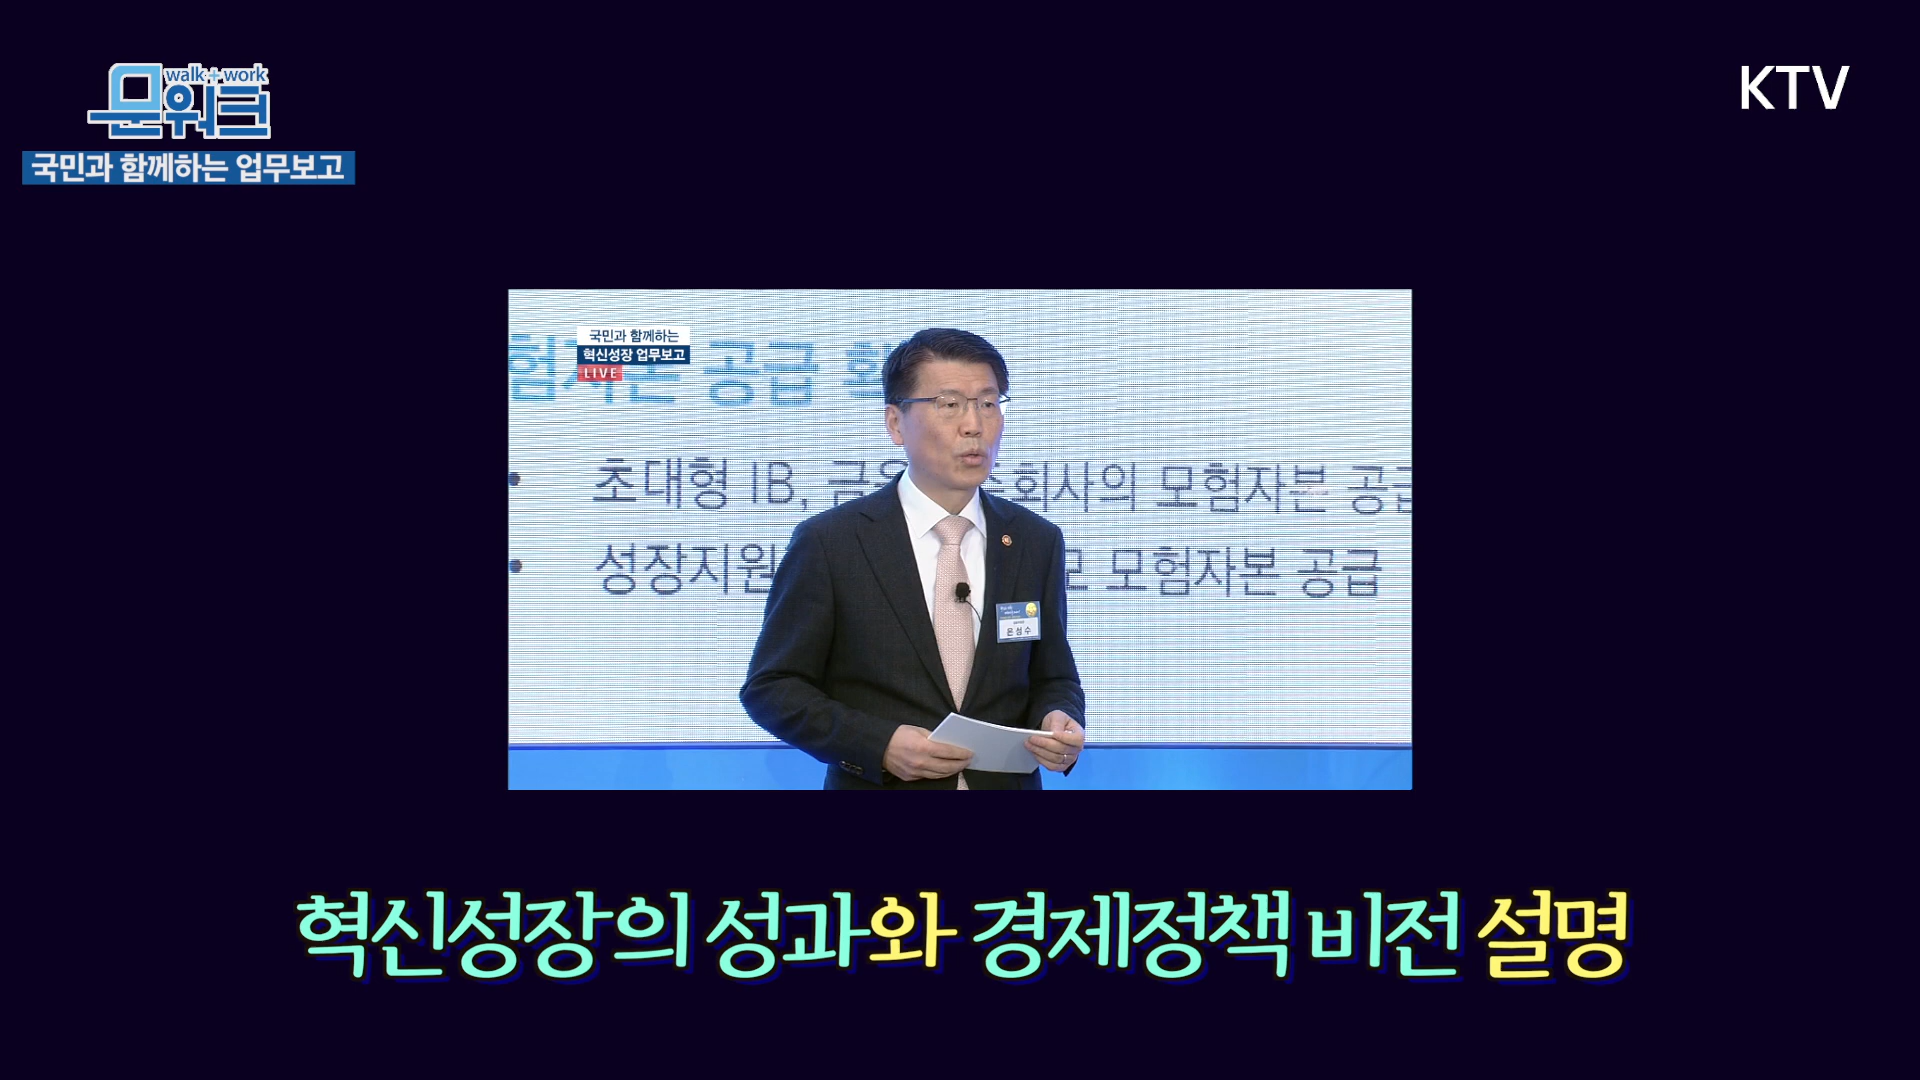 walk+work
문워크
국민과 함께하는 업무보고
KTV
국민과 함께하는
혁신성장 업무보고
LIVE
공급
초대형 IB, 회사의 모험자본 공급
성장지원 모험자본 공급
은성수
혁신성장의 성과와 경제정책 비전 설명